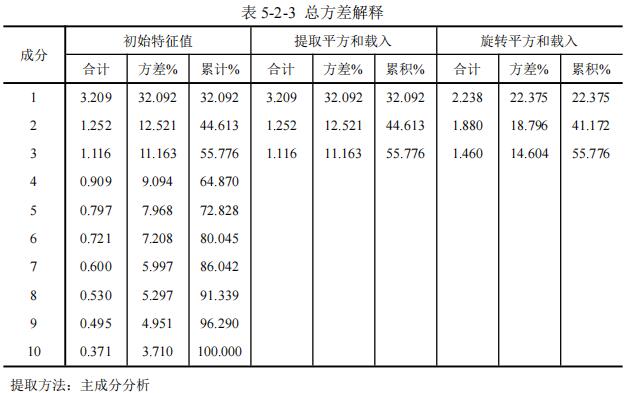 表 5-2-3 总方差解释
成分 初始特征值 提取平方和载入 旋转平方和载入
合计 方差% 累计% 合计 方差% 累积% 合计 方差% 累积%
1 3.209 32.092 32.092 3.209 32.092 32.092 2.238 22.375 22.375
2 1.252 12.521 44.613 1.252 12.521 44.613 1.880 18.796 41.172
3 1.116 11.163 55.776 1.116 11.163 55.776 1.460 14.604 55.776
4 0.909 9.094 64.870
5 0.797 7.968 72.828
6 0.721 7.208 80.045
7 0.600 5.997 86.042
8 0.530 5.297 91.339
9 0.495 4.951 96.290
10 0.371 3.710 100.000
提取方法：主成分分析